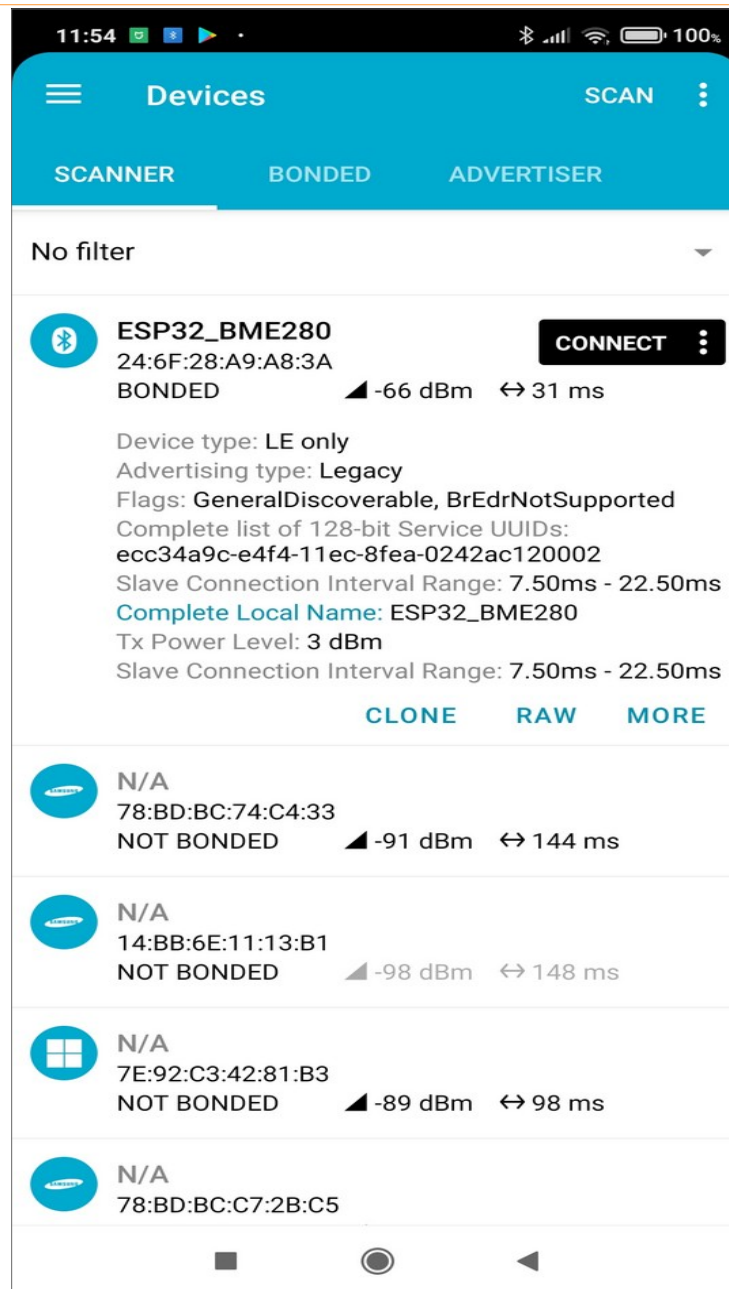 11:54 100%
Devices SCAN
SCANNER BONDED ADVERTISER
No filter
ESP32_BME280
CONNECT
24:6F:28:A9:A8:3A
BONDED -66 dBm ↔ 31 ms
Device type: LE only
Advertising type: Legacy
Flags: GeneralDiscoverable, BrEdrNotSupported
Complete list of 128-bit Service UUIDs:
ecc34a9c-e4f4-11ec-8fea-0242ac120002
Slave Connection Interval Range: 7.50ms - 22.50ms
Complete Local Name: ESP32_BME280
Tx Power Level: 3 dBm
Slave Connection Interval Range: 7.50ms - 22.50ms
CLONE RAW MORE
SAMSUNG
N/A
78:BD:BC:74:C4:33
NOT BONDED -91 dBm ↔ 144 ms
SAMSUNG
N/A
14:BB:6E:11:13:B1
NOT BONDED -98 dBm ↔ 148 ms
N/A
7E:92:C3:42:81:B3
NOT BONDED -89 dBm ↔ 98 ms
SAMSUNG
N/A
78:BD:BC:C7:2B:C5